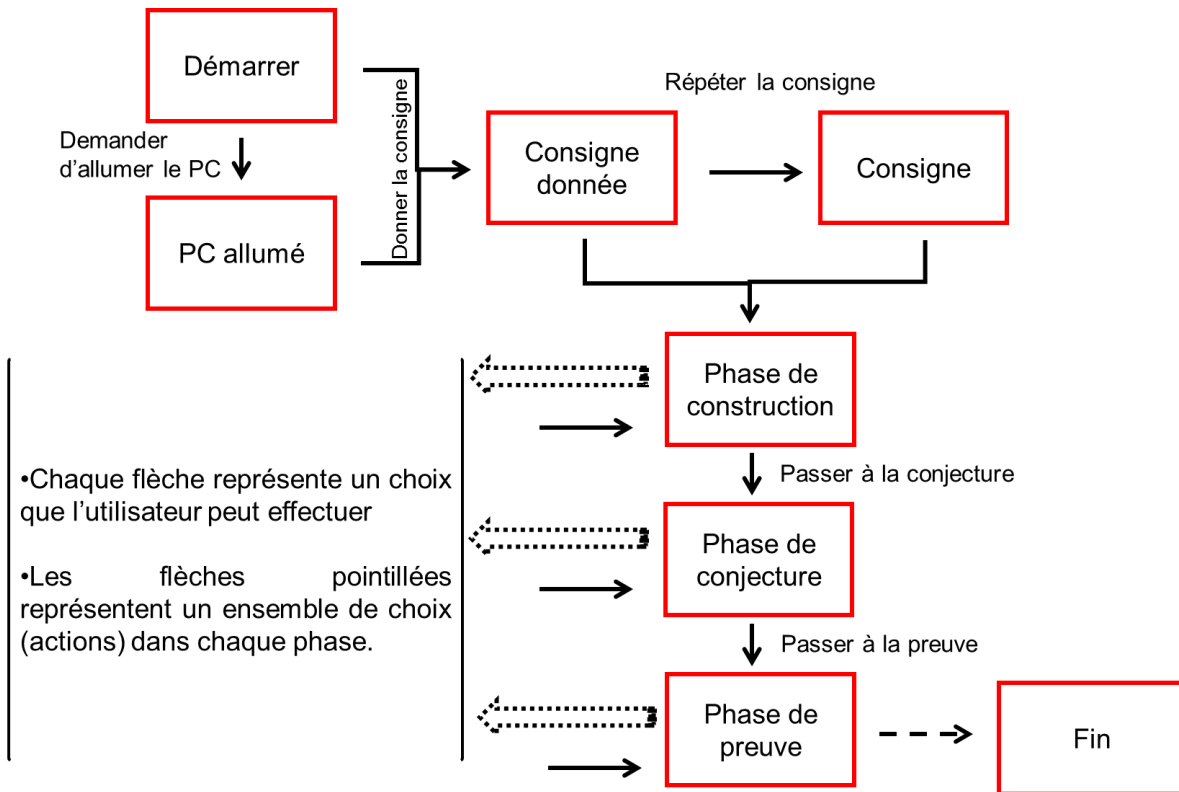 Démarrer
Demander
d'allumer le PC
PC allumé
Donner la consigne
Répéter la consigne
Consigne
donnée
Consigne
Phase de
construction
Passer à la conjecture
•Chaque flèche représente un choix
que l'utilisateur peut effectuer
•Les flèches pointillées
représentent un ensemble de choix
(actions) dans chaque phase.
Phase de
conjecture
Passer à la preuve
Phase de
preuve
Fin